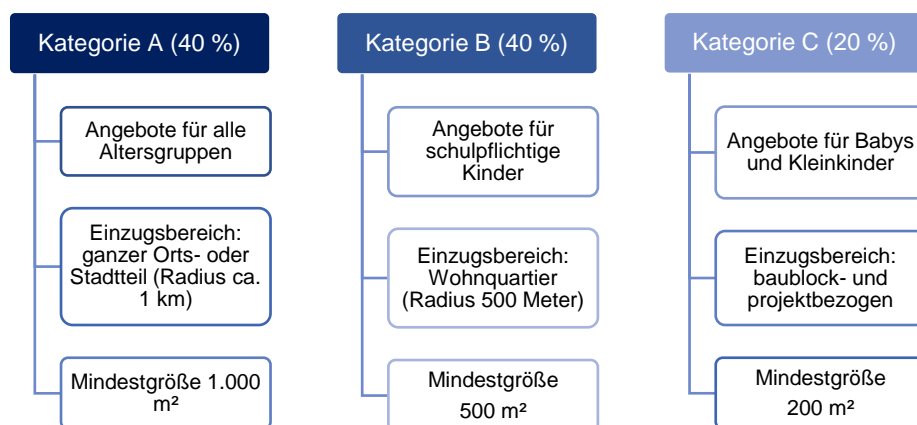 Kategorie A (40 %)
Angebote für alle
Altersgruppen
Einzugsbereich:
ganzer Orts- oder
Stadtteil (Radius ca.
1 km)
Mindestgröße 1.000
m²
Kategorie B (40 %)
Angebote für
schulpflichtige
Kinder
Einzugsbereich:
Wohnquartier
(Radius 500 Meter)
Mindestgröße
500 m²
Kategorie C (20 %)
Angebote für Babys
und Kleinkinder
Einzugsbereich:
baublock- und
projektbezogen
Mindestgröße
200 m²